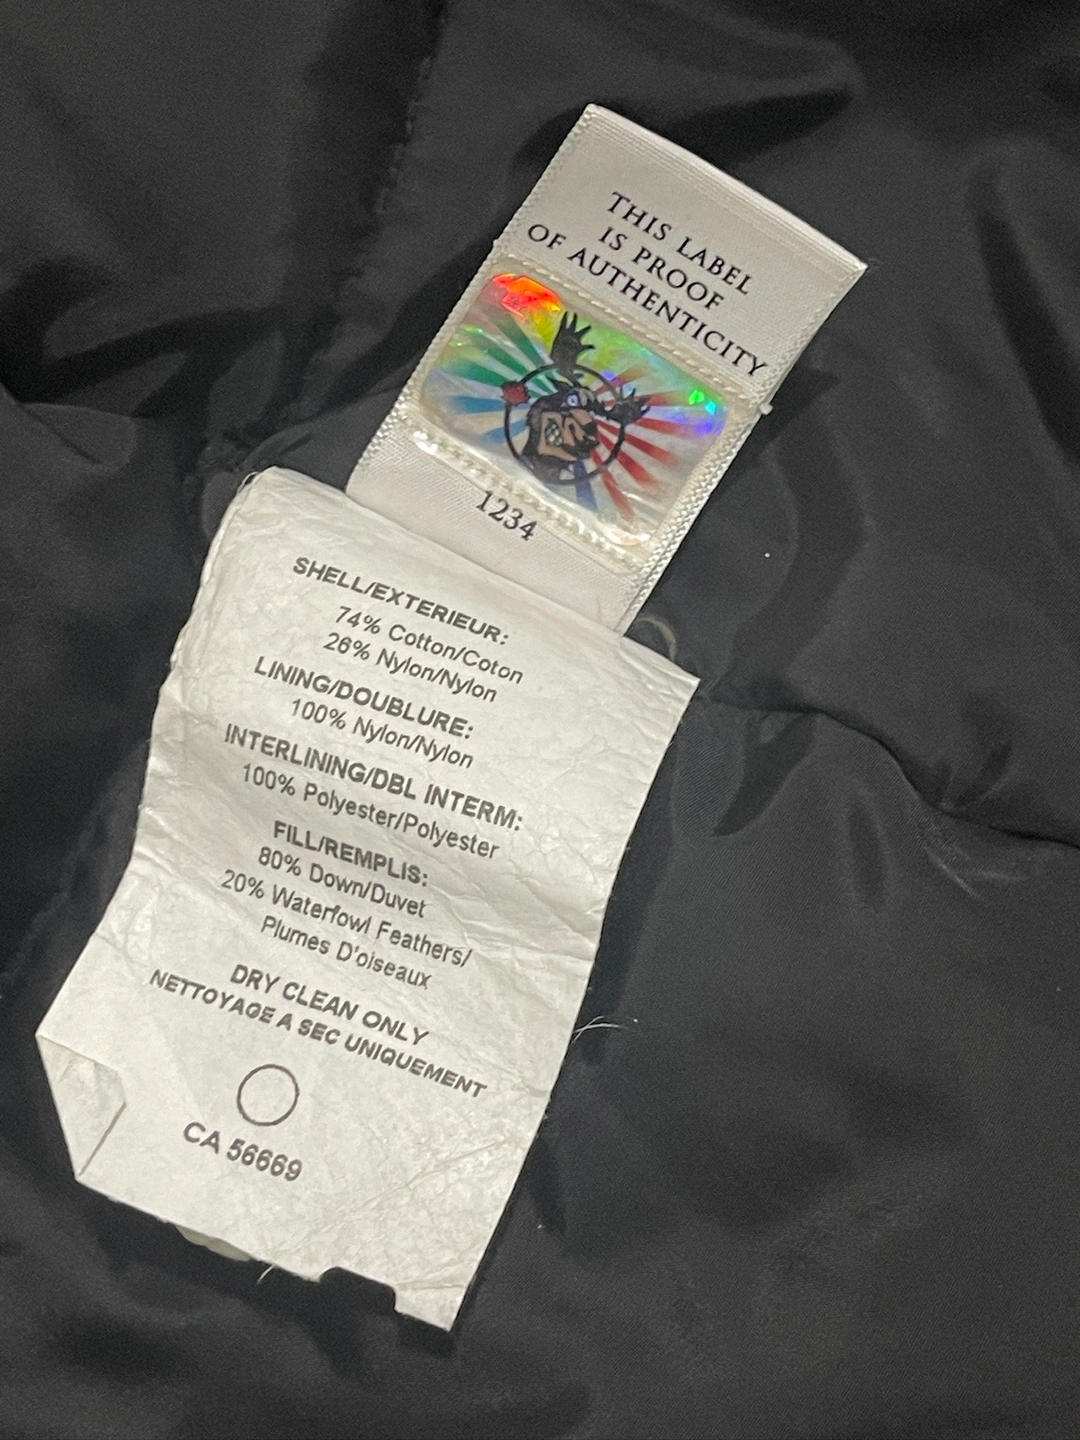 THIS LABEL
IS PROOF
OF AUTHENTICITY
1234
SHELL/EXTERIEUR:
74% Cotton/Coton
26% Nylon/Nylon
LINING/DOUBLURE:
100% Nylon/Nylon
INTERLINING/DBL INTERM:
100% Polyester/Polyester
FILL/REMPLIS:
80% Down/Duvet
20% Waterfowl Feathers/
Plumes D'oiseaux
DRY CLEAN ONLY
NETTOYAGE A SEC UNIQUEMENT
CA 56669